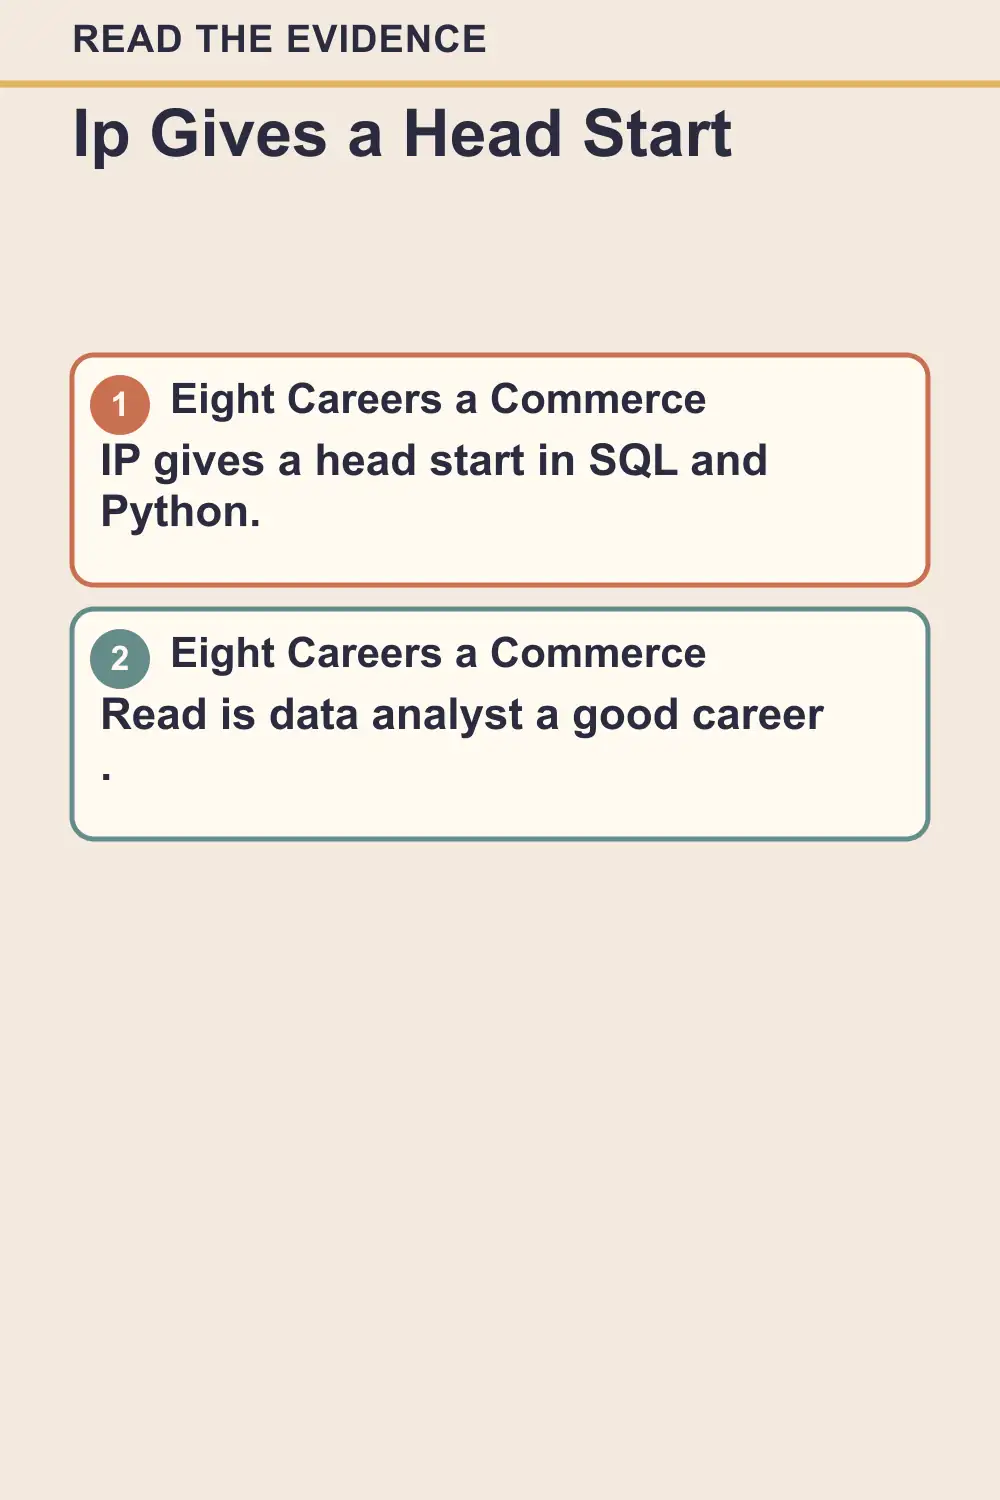 READ THE EVIDENCE
Ip Gives a Head Start
1 Eight Careers a Commerce
IP gives a head start in SQL and
Python.
2 Eight Careers a Commerce
Read is data analyst a good career
.